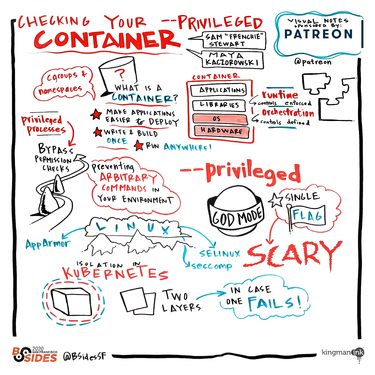 CHECKING YOUR --PRIVILEGED
CONTAINER
SAM "FRENCHIE"
STEWART
MAYA
KACZOROWSKI
VISUAL NOTES
SPONSORED BY:
PATREON
@patreon
cgroups &
namespaces
?
WHAT IS A
CONTAINER?
MAKE APPLICATIONS
EASIER & DEPLOY
WRITE & BUILD
ONCE
RUN ANYWHERE!
CONTAINER
APPLICATIONS
LIBRARIES
OS
HARDWARE
runtime
controls enforced
Orchestration
controls defined
Privileged
processes
BYPASS
PERMISSION
CHECKS
Preventing
ARBITRARY
COMMANDS IN
YOUR ENVIRONMENT
--privileged
GOD MODE
SINGLE
FLAG
SCARY
LINUX
AppArmor
SELINUX
seccomp
ISOLATION IN
KUBERNETES
TWO
LAYERS
IN CASE
ONE FAILS!
BSIDES
2020
SAN FRANCISCO
@BSidesSF
kingmanink